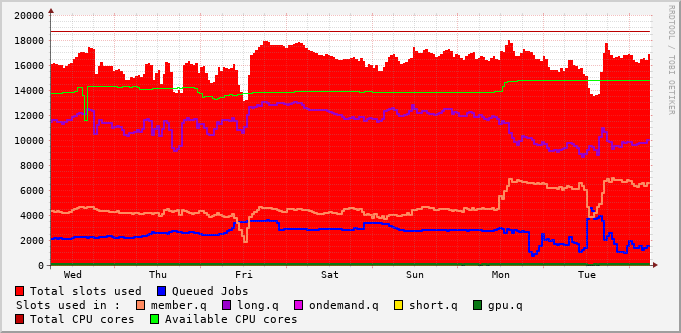 20000
18000
16000
14000
12000
10000
8000
6000
4000
2000
0
Wed Thu Fri Sat Sun Mon Tue
RRDTOOL / TOBI OETIKER
Total slots used Queued Jobs
Slots used in : member.q long.q ondemand.q short.q gpu.q
Total CPU cores Available CPU cores